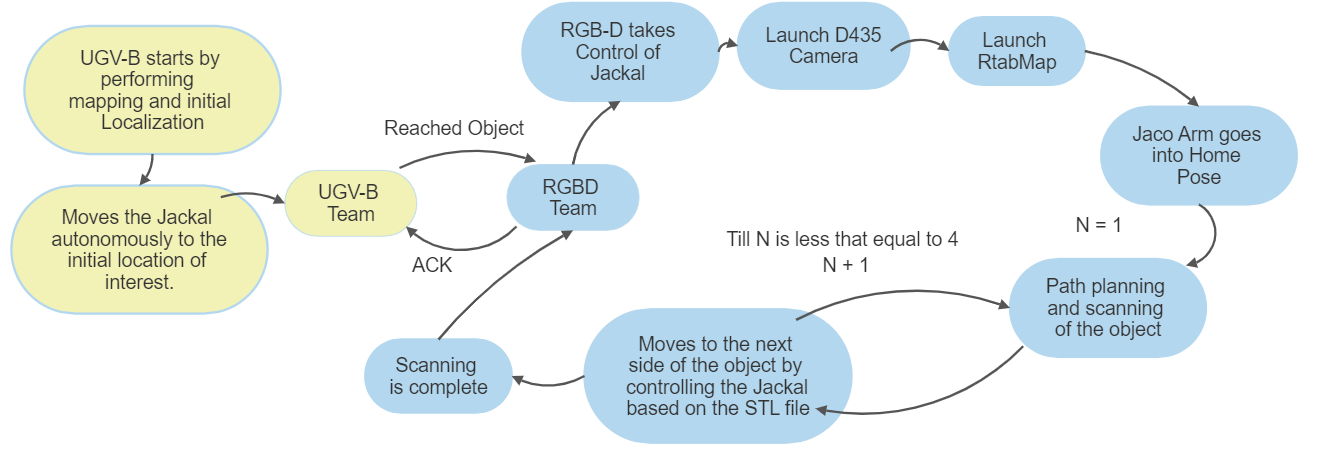 UGV-B starts by
performing
mapping and initial
Localization
Moves the Jackal
autonomously to the
initial location of
interest.
UGV-B
Team
Reached Object
ACK
RGBD
Team
RGB-D takes
Control of
Jackal
Launch D435
Camera
Launch
RtabMap
Jaco Arm goes
into Home
Pose
N = 1
Path planning
and scanning
of the object
Till N is less that equal to 4
N + 1
Moves to the next
side of the object by
controlling the Jackal
based on the STL file
Scanning
is complete